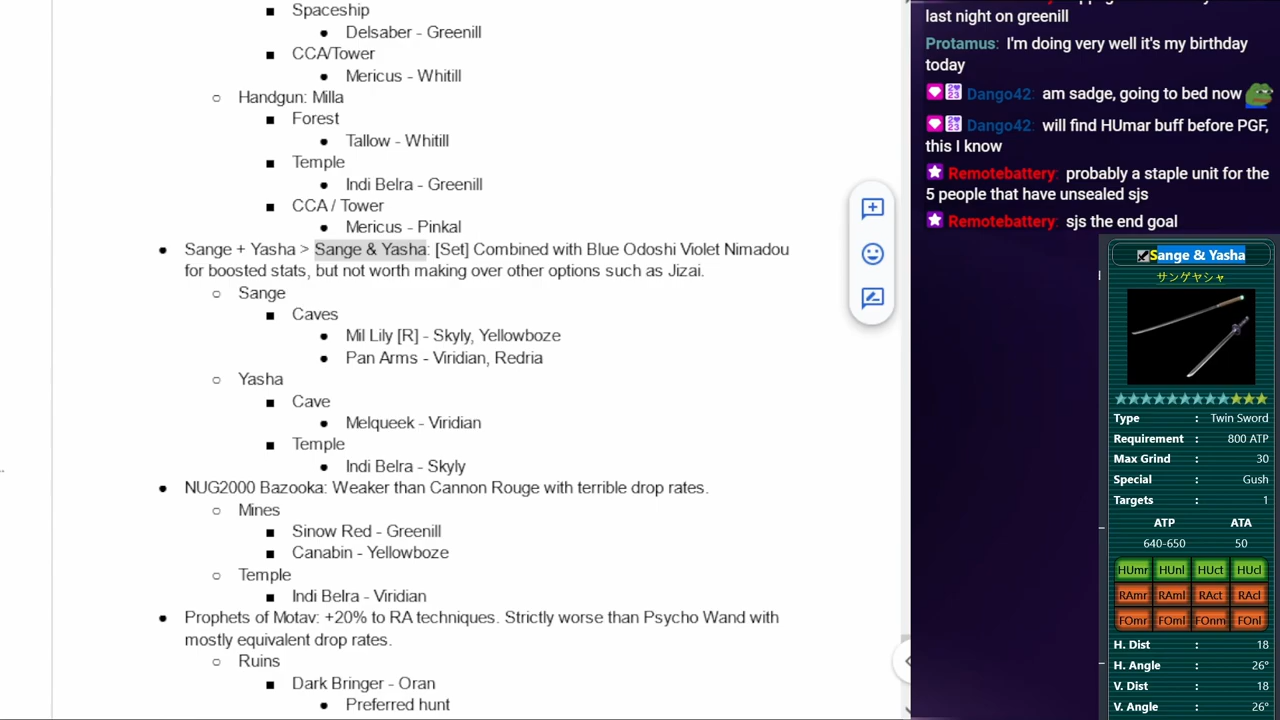 Spaceship
Delsaber - Greenill
CCA/Tower
Mericus - Whitill
Handgun: Milla
Forest
Tallow - Whitill
Temple
Indi Belra - Greenill
CCA / Tower
Mericus - Pinkal
Sange + Yasha > Sange & Yasha: [Set] Combined with Blue Odoshi Violet Nimadou
for boosted stats, but not worth making over other options such as Jizai.
Sange
Caves
Mil Lily [R] - Skyly, Yellowboze
Pan Arms - Viridian, Redria
Yasha
Cave
Melqueek - Viridian
Temple
Indi Belra - Skyly
NUG2000 Bazooka: Weaker than Cannon Rouge with terrible drop rates.
Mines
Sinow Red - Greenill
Canabin - Yellowboze
Temple
Indi Belra - Viridian
Prophets of Motav: +20% to RA techniques. Strictly worse than Psycho Wand with
mostly equivalent drop rates.
Ruins
Dark Bringer - Oran
Preferred hunt
last night on greenill
Protamus: I'm doing very well it's my birthday
today
Dango42: am sadge, going to bed now
Dango42: will find HUmar buff before PGF,
this I know
Remotebattery: probably a staple unit for the
5 people that have unsealed sjs
Remotebattery: sjs the end goal
Sange & Yasha
サンゲヤシャ
Type : Twin Sword
Requirement : 800 ATP
Max Grind : 30
Special : Gush
Targets : 1
ATP ATA
640-650 50
HUmr HUnl HUct HUcl
RAmr RAml RAct RAcl
FOmr FOml FOnm FOnl
H. Dist : 18
H. Angle : 26°
V. Dist : 18
V. Angle : 26°